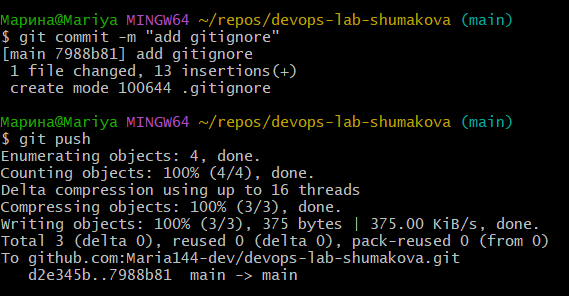 Марина@Mariya MINGW64 ~/repos/devops-lab-shumakova (main)
$ git commit -m "add gitignore"
[main 7988b81] add gitignore
 1 file changed, 13 insertions(+)
 create mode 100644 .gitignore

Марина@Mariya MINGW64 ~/repos/devops-lab-shumakova (main)
$ git push
Enumerating objects: 4, done.
Counting objects: 100% (4/4), done.
Delta compression using up to 16 threads
Compressing objects: 100% (3/3), done.
Writing objects: 100% (3/3), 375 bytes | 375.00 KiB/s, done.
Total 3 (delta 0), reused 0 (delta 0), pack-reused 0 (from 0)
To github.com:Maria144-dev/devops-lab-shumakova.git
   d2e345b..7988b81  main -> main